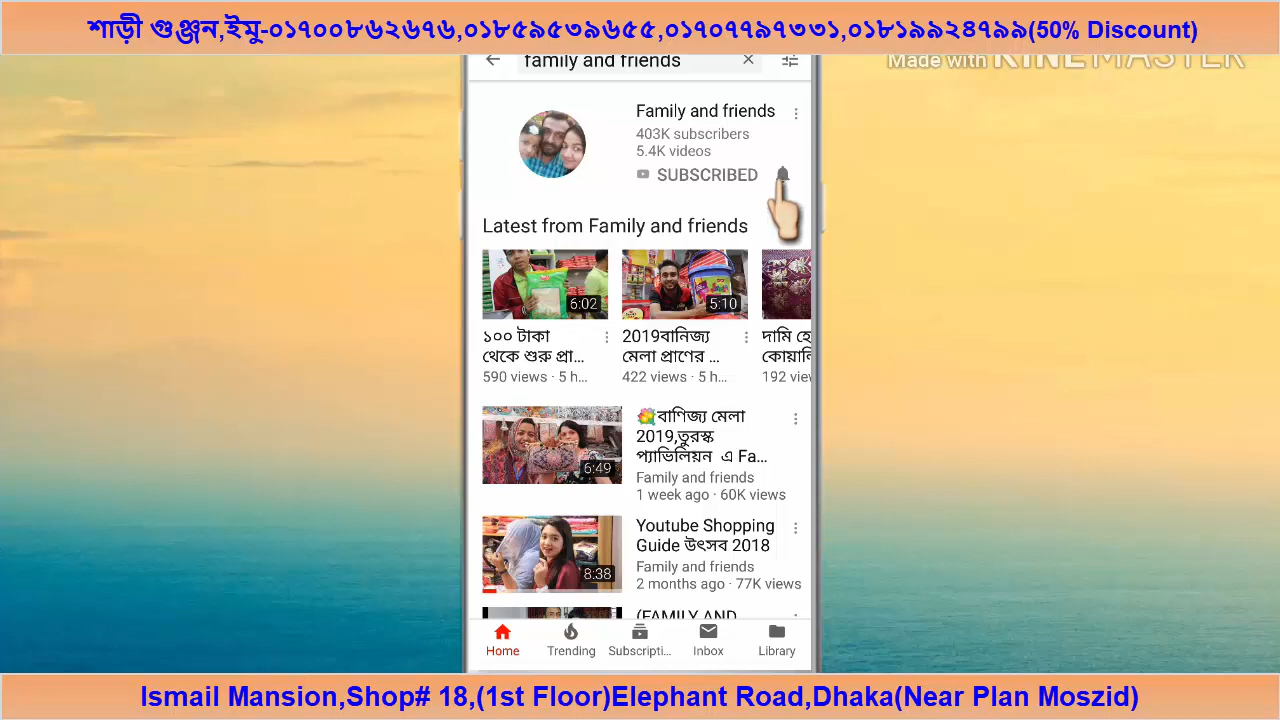 শাড়ী গুঞ্জন,ইমু-০১৭০০৮৬২৬৭৬,০১৮৫৯৫৩৯৬৫৫,০১৭০৭৭৯৭৩৩১,০১৮১৯৯২৪৭৯৯(50% Discount)
Made with KINEMASTER
family and friends
Family and friends
403K subscribers
5.4K videos
SUBSCRIBED
Latest from Family and friends
6:02
5:10
১০০ টাকা
থেকে শুরু প্রা...
590 views · 5 h...
2019বানিজ্য
মেলা প্রাণের ...
422 views · 5 h...
দামি হে
কোয়ালি
192 view
6:49
বাণিজ্য মেলা
2019,তুরস্ক
প্যাভিলিয়ন এ Fa...
Family and friends
1 week ago · 60K views
8:38
Youtube Shopping
Guide উৎসব 2018
Family and friends
2 months ago · 77K views
(FAMILY AND
Home
Trending
Subscripti...
Inbox
Library
Ismail Mansion,Shop# 18,(1st Floor)Elephant Road,Dhaka(Near Plan Moszid)